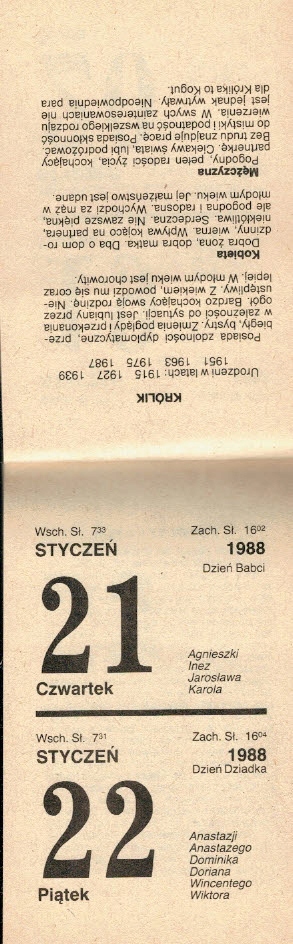 KRÓLIK
Urodzeni w latach: 1915 1927 1939
1951 1963 1975 1987
Posiada zdolności dyplomatyczne, prze-
biegły, bystry. Zmienia poglądy i przekonania
w zależności od sytuacji. Jest lubiany przez
ogół. Bardzo kochający swoją rodzinę. Nie-
ustępliwy. Z wiekiem, powodzi mu się coraz
lepiej. W młodym wieku jest chorowity.
Kobieta
Dobra żona, dobra matka. Dba o dom ro-
dzinny, wierna. Wpływa kojąco na partnera,
niekłótliwa. Serdeczna. Nie zawsze piękna,
ale pogodna i radosna. Wychodzi za mąż w
młodym wieku. Jej małżeństwo jest udane.
Mężczyzna
Pogodny, pełen radości życia, kochający
partnerkę. Ciekawy świata, lubi podróżować.
Bez trudu znajduje pracę. Posiada skłonność
do mistyki i podatność na wszelkiego rodzaju
wierzenia. W swych zainteresowaniach nie
jest jednak wytrwały. Nieodpowiednia para
dla Królika to Kogut.
Wsch. Sł. 7³³ Zach. Sł. 16⁰²
STYCZEŃ 1988
Dzień Babci
21
Agnieszki
Inez
Jarosława
Karola
Czwartek
Wsch. Sł. 7³¹ Zach. Sł. 16⁰⁴
STYCZEŃ 1988
Dzień Dziadka
22
Anastazji
Anastazego
Dominika
Doriana
Wincentego
Wiktora
Piątek